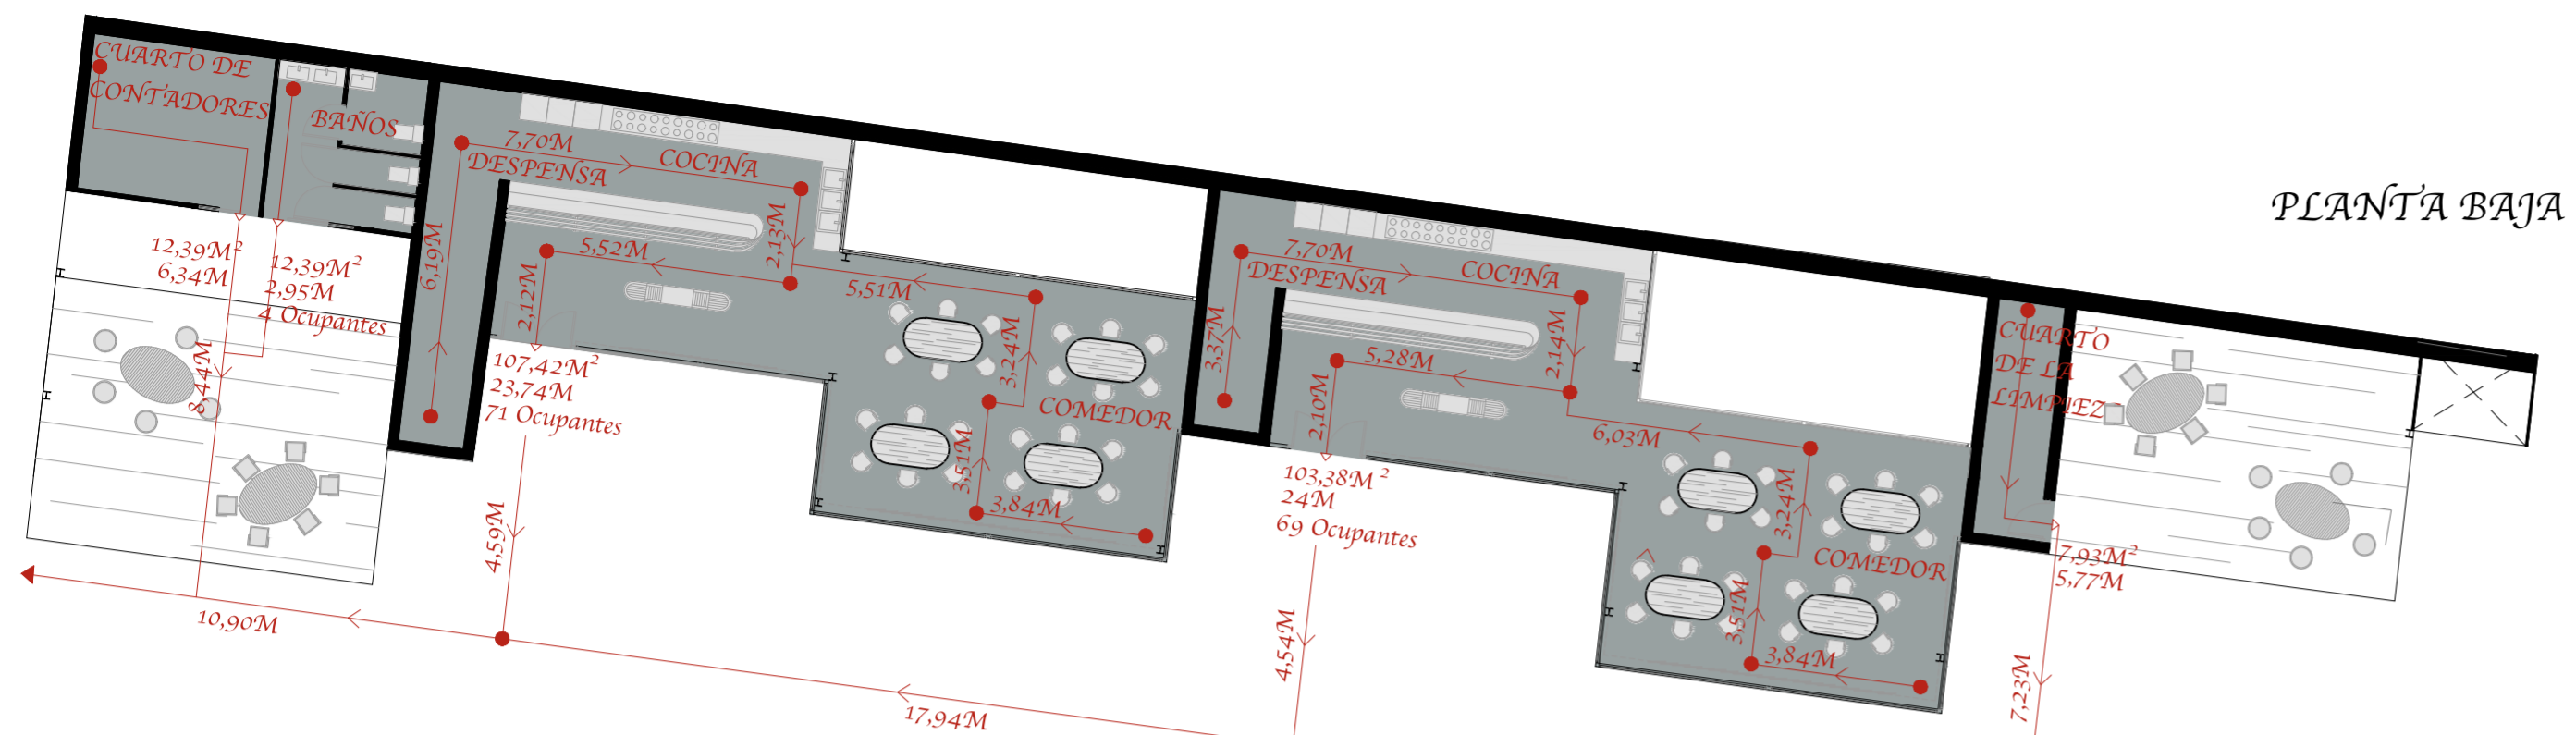 PLANTA BAJA
CUARTO DE
CONTADORES
BAÑOS
12,39M²
6,34M
12,39M²
2,95M
4 Ocupantes
8,44M
10,90M
6,19M
7,70M
DESPENSA
COCINA
2,13M
5,52M
2,12M
107,42M²
23,74M
71 Ocupantes
4,59M
5,51M
3,24M
COMEDOR
3,51M
3,84M
17,94M
3,37M
7,70M
DESPENSA
COCINA
2,14M
5,28M
2,10M
103,38M²
24M
69 Ocupantes
4,54M
6,03M
3,24M
COMEDOR
3,51M
3,84M
CUARTO
DE LA
LIMPIEZ
7,93M²
5,77M
7,23M